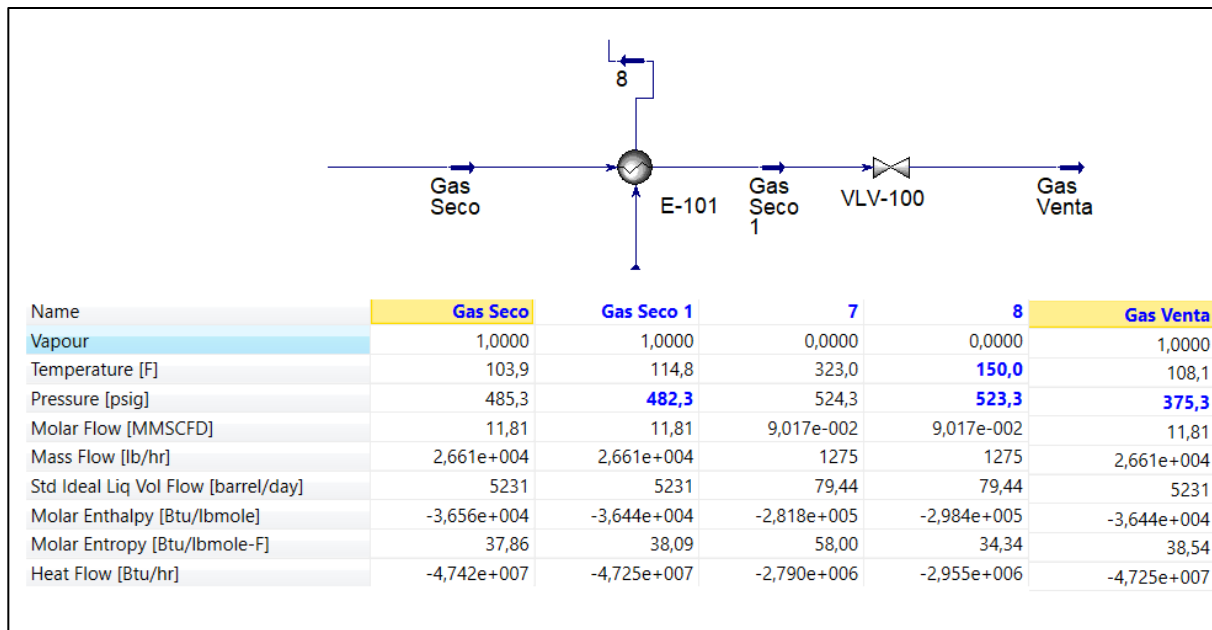 8
Gas
Seco
E-101
Gas
Seco
1
VLV-100
Gas
Venta
Name Gas Seco Gas Seco 1 7 8 Gas Venta
Vapour 1,0000 1,0000 0,0000 0,0000 1,0000
Temperature [F] 103,9 114,8 323,0 150,0 108,1
Pressure [psig] 485,3 482,3 524,3 523,3 375,3
Molar Flow [MMSCFD] 11,81 11,81 9,017e-002 9,017e-002 11,81
Mass Flow [lb/hr] 2,661e+004 2,661e+004 1275 1275 2,661e+004
Std Ideal Liq Vol Flow [barrel/day] 5231 5231 79,44 79,44 5231
Molar Enthalpy [Btu/lbmole] -3,656e+004 -3,644e+004 -2,818e+005 -2,984e+005 -3,644e+004
Molar Entropy [Btu/lbmole-F] 37,86 38,09 58,00 34,34 38,54
Heat Flow [Btu/hr] -4,742e+007 -4,725e+007 -2,790e+006 -2,955e+006 -4,725e+007